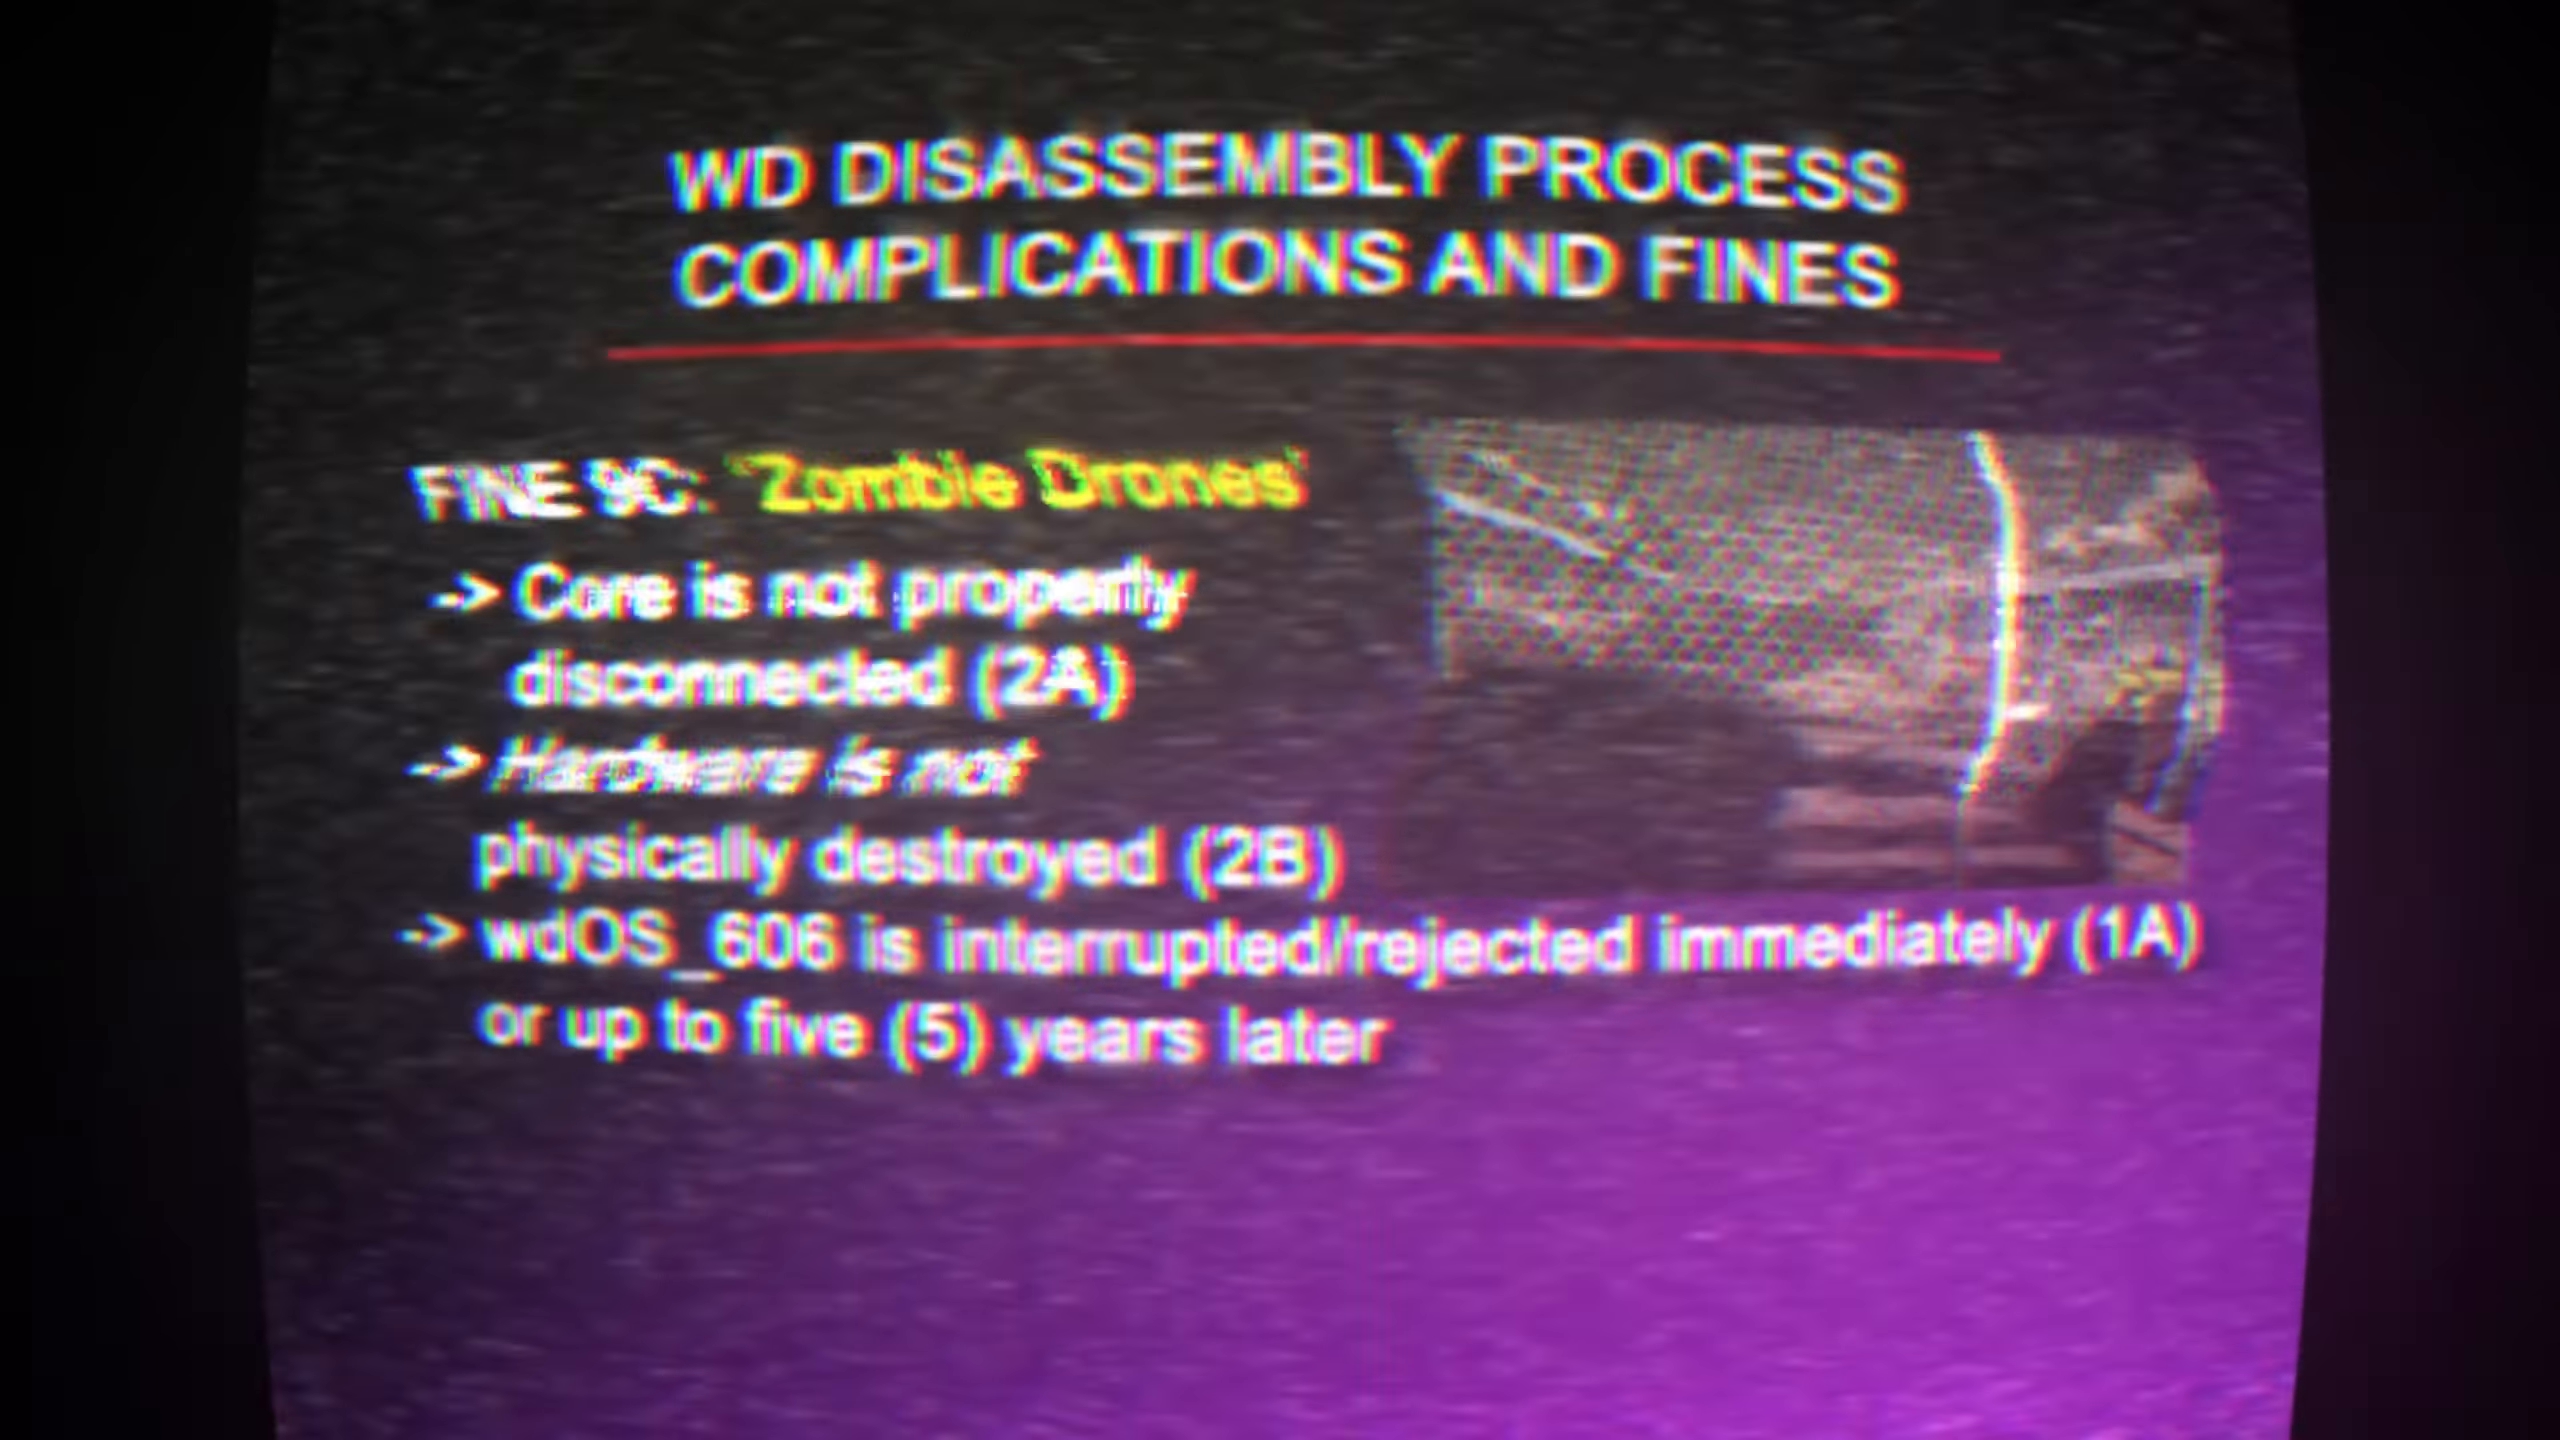 WD DISASSEMBLY PROCESS
COMPLICATIONS AND FINES
FINE 9C: 'Zombie Drones'
-> Core is not properly
disconnected (2A)
-> Hardware is not
physically destroyed (2B)
-> wdOS_606 is interrupted/rejected immediately (1A)
or up to five (5) years later